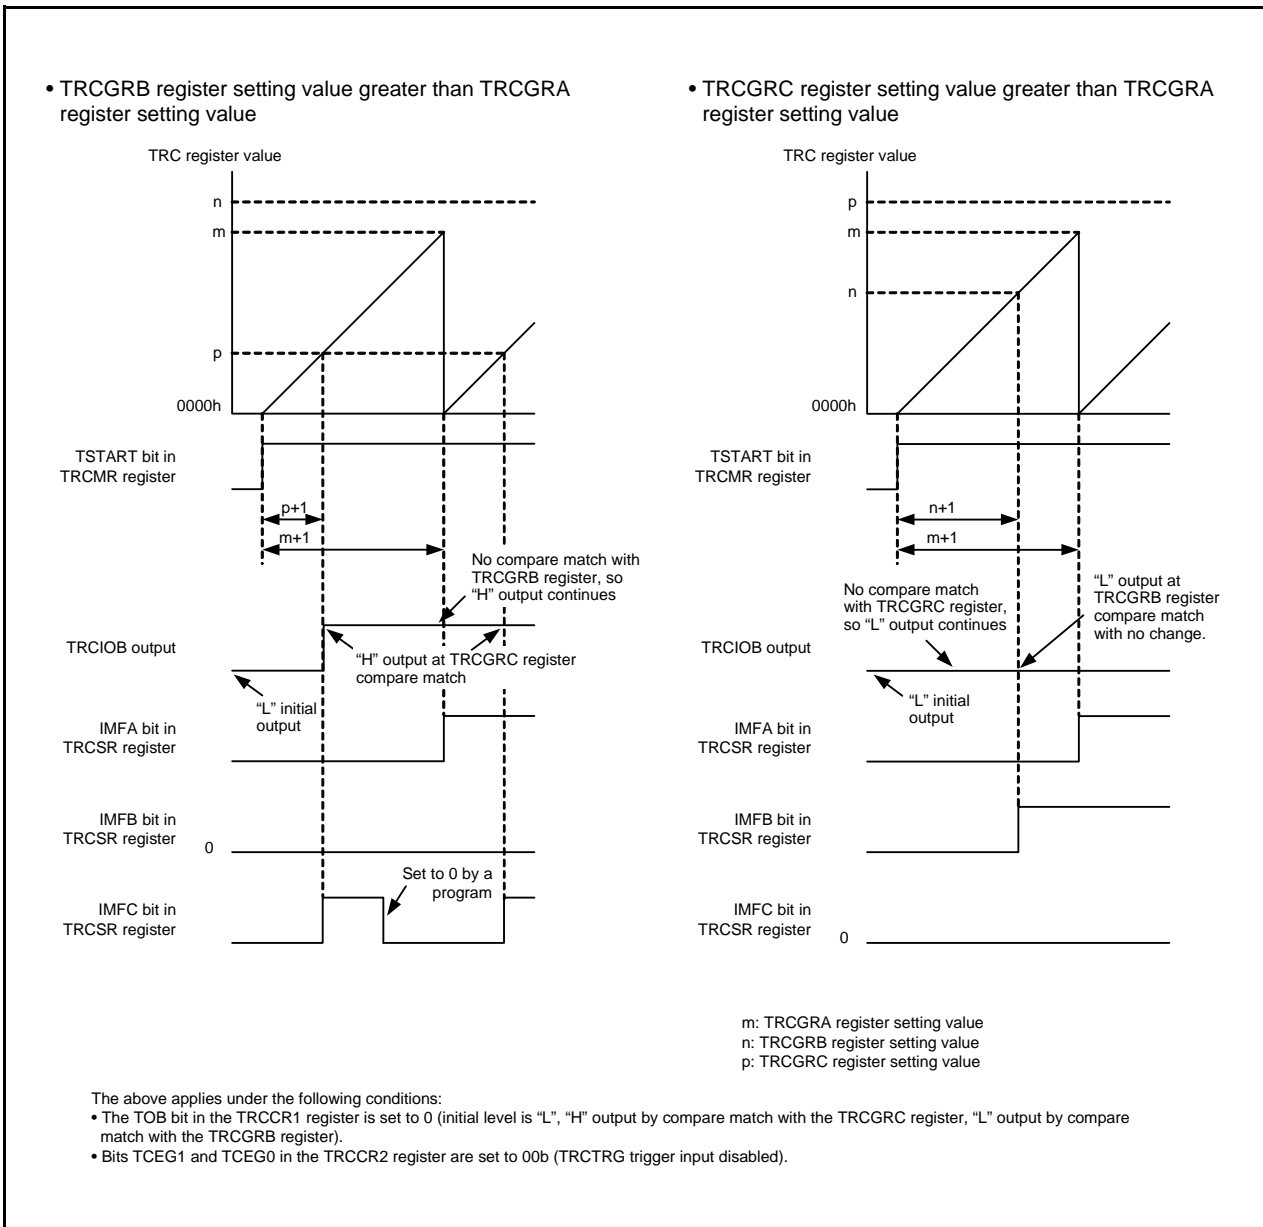 • TRCGRB register setting value greater than TRCGRA
register setting value
TRC register value
n
m
p
0000h
TSTART bit in
TRCMR register
p+1
m+1
No compare match with
TRCGRB register, so
“H” output continues
TRCIOB output
“H” output at TRCGRC register
compare match
“L” initial
output
IMFA bit in
TRCSR register
IMFB bit in
TRCSR register
0
Set to 0 by a
program
IMFC bit in
TRCSR register
• TRCGRC register setting value greater than TRCGRA
register setting value
TRC register value
p
m
n
0000h
TSTART bit in
TRCMR register
n+1
m+1
No compare match
with TRCGRC register,
so “L” output continues
“L” output at
TRCGRB register
compare match
with no change.
TRCIOB output
“L” initial
output
IMFA bit in
TRCSR register
IMFB bit in
TRCSR register
IMFC bit in
TRCSR register
0
m: TRCGRA register setting value
n: TRCGRB register setting value
p: TRCGRC register setting value
The above applies under the following conditions:
• The TOB bit in the TRCCR1 register is set to 0 (initial level is “L”, “H” output by compare match with the TRCGRC register, “L” output by compare
match with the TRCGRB register).
• Bits TCEG1 and TCEG0 in the TRCCR2 register are set to 00b (TRCTRG trigger input disabled).